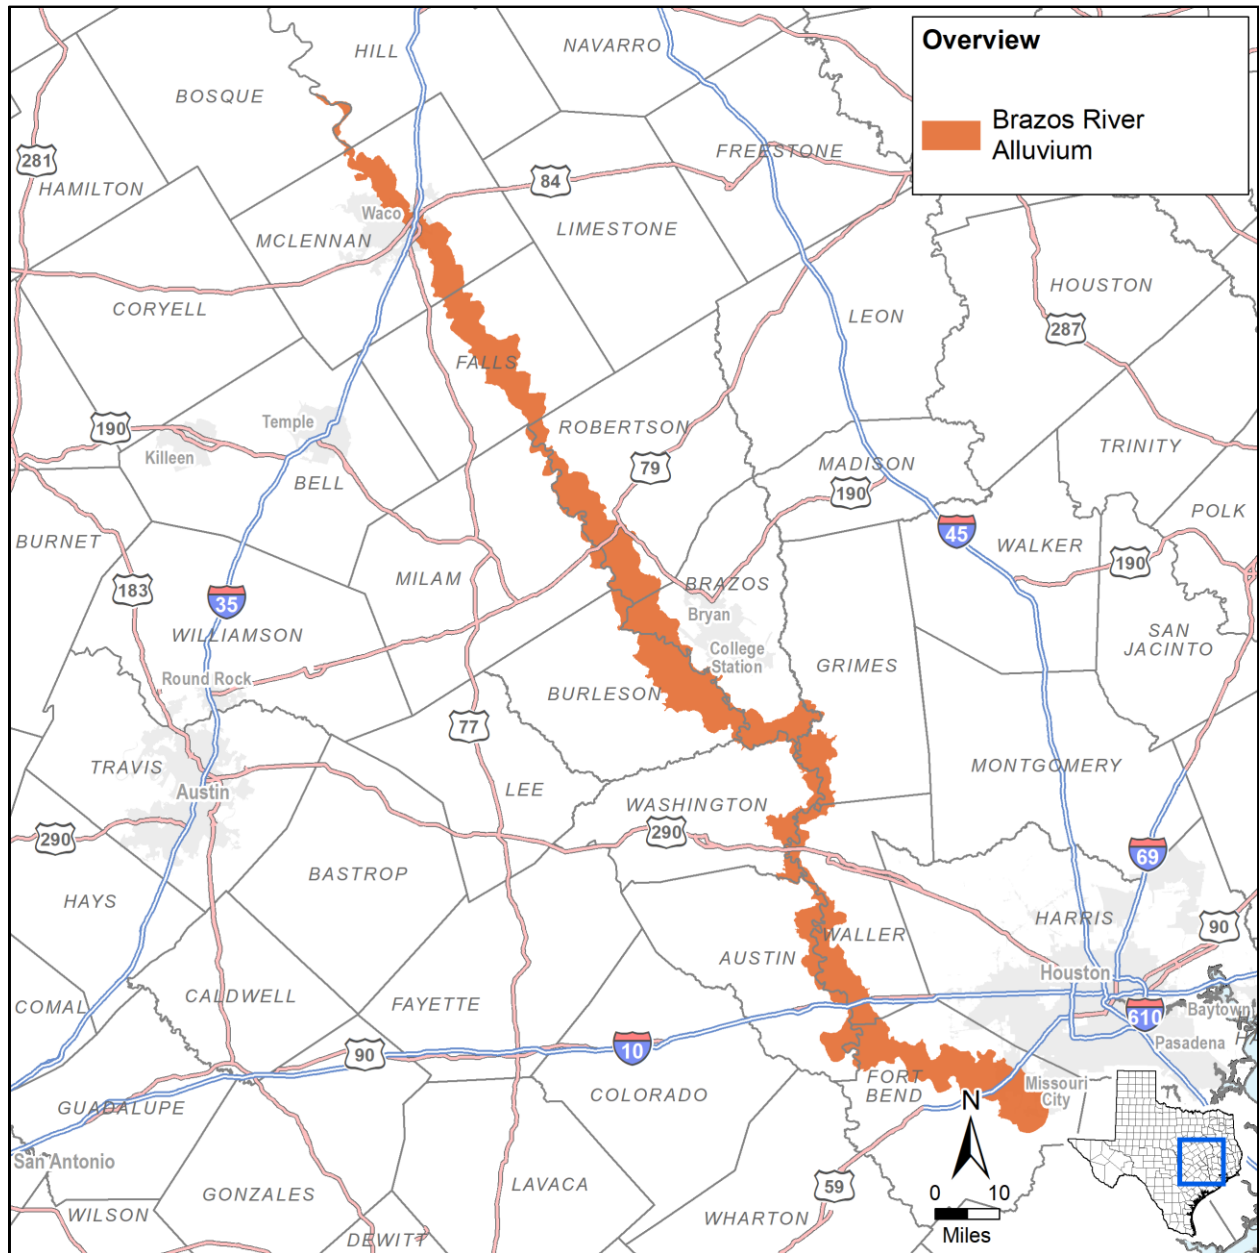 Overview
Brazos River
Alluvium
HILL
NAVARRO
BOSQUE
281
HAMILTON
84
FREESTONE
Waco
MCLENNAN
LIMESTONE
HOUSTON
CORYELL
LEON
287
FALLS
190
Temple
Killeen
ROBERTSON
TRINITY
BELL
79
MADISON
190
POLK
BURNET
45
WALKER
190
MILAM
183
35
BRAZOS
Bryan
WILLIAMSON
SAN
JACINTO
College
Station
GRIMES
Round Rock
BURLESON
77
TRAVIS
MONTGOMERY
Austin
LEE
WASHINGTON
290
290
69
BASTROP
HAYS
HARRIS
90
WALLER
AUSTIN
Houston
CALDWELL
FAYETTE
COMAL
610
Baytown
Pasadena
90
10
FORT
BEND
Missouri
City
COLORADO
GUADALUPE
N
San Antonio
LAVACA
59
0 10
Miles
GONZALES
WILSON
WHARTON
DEWITT